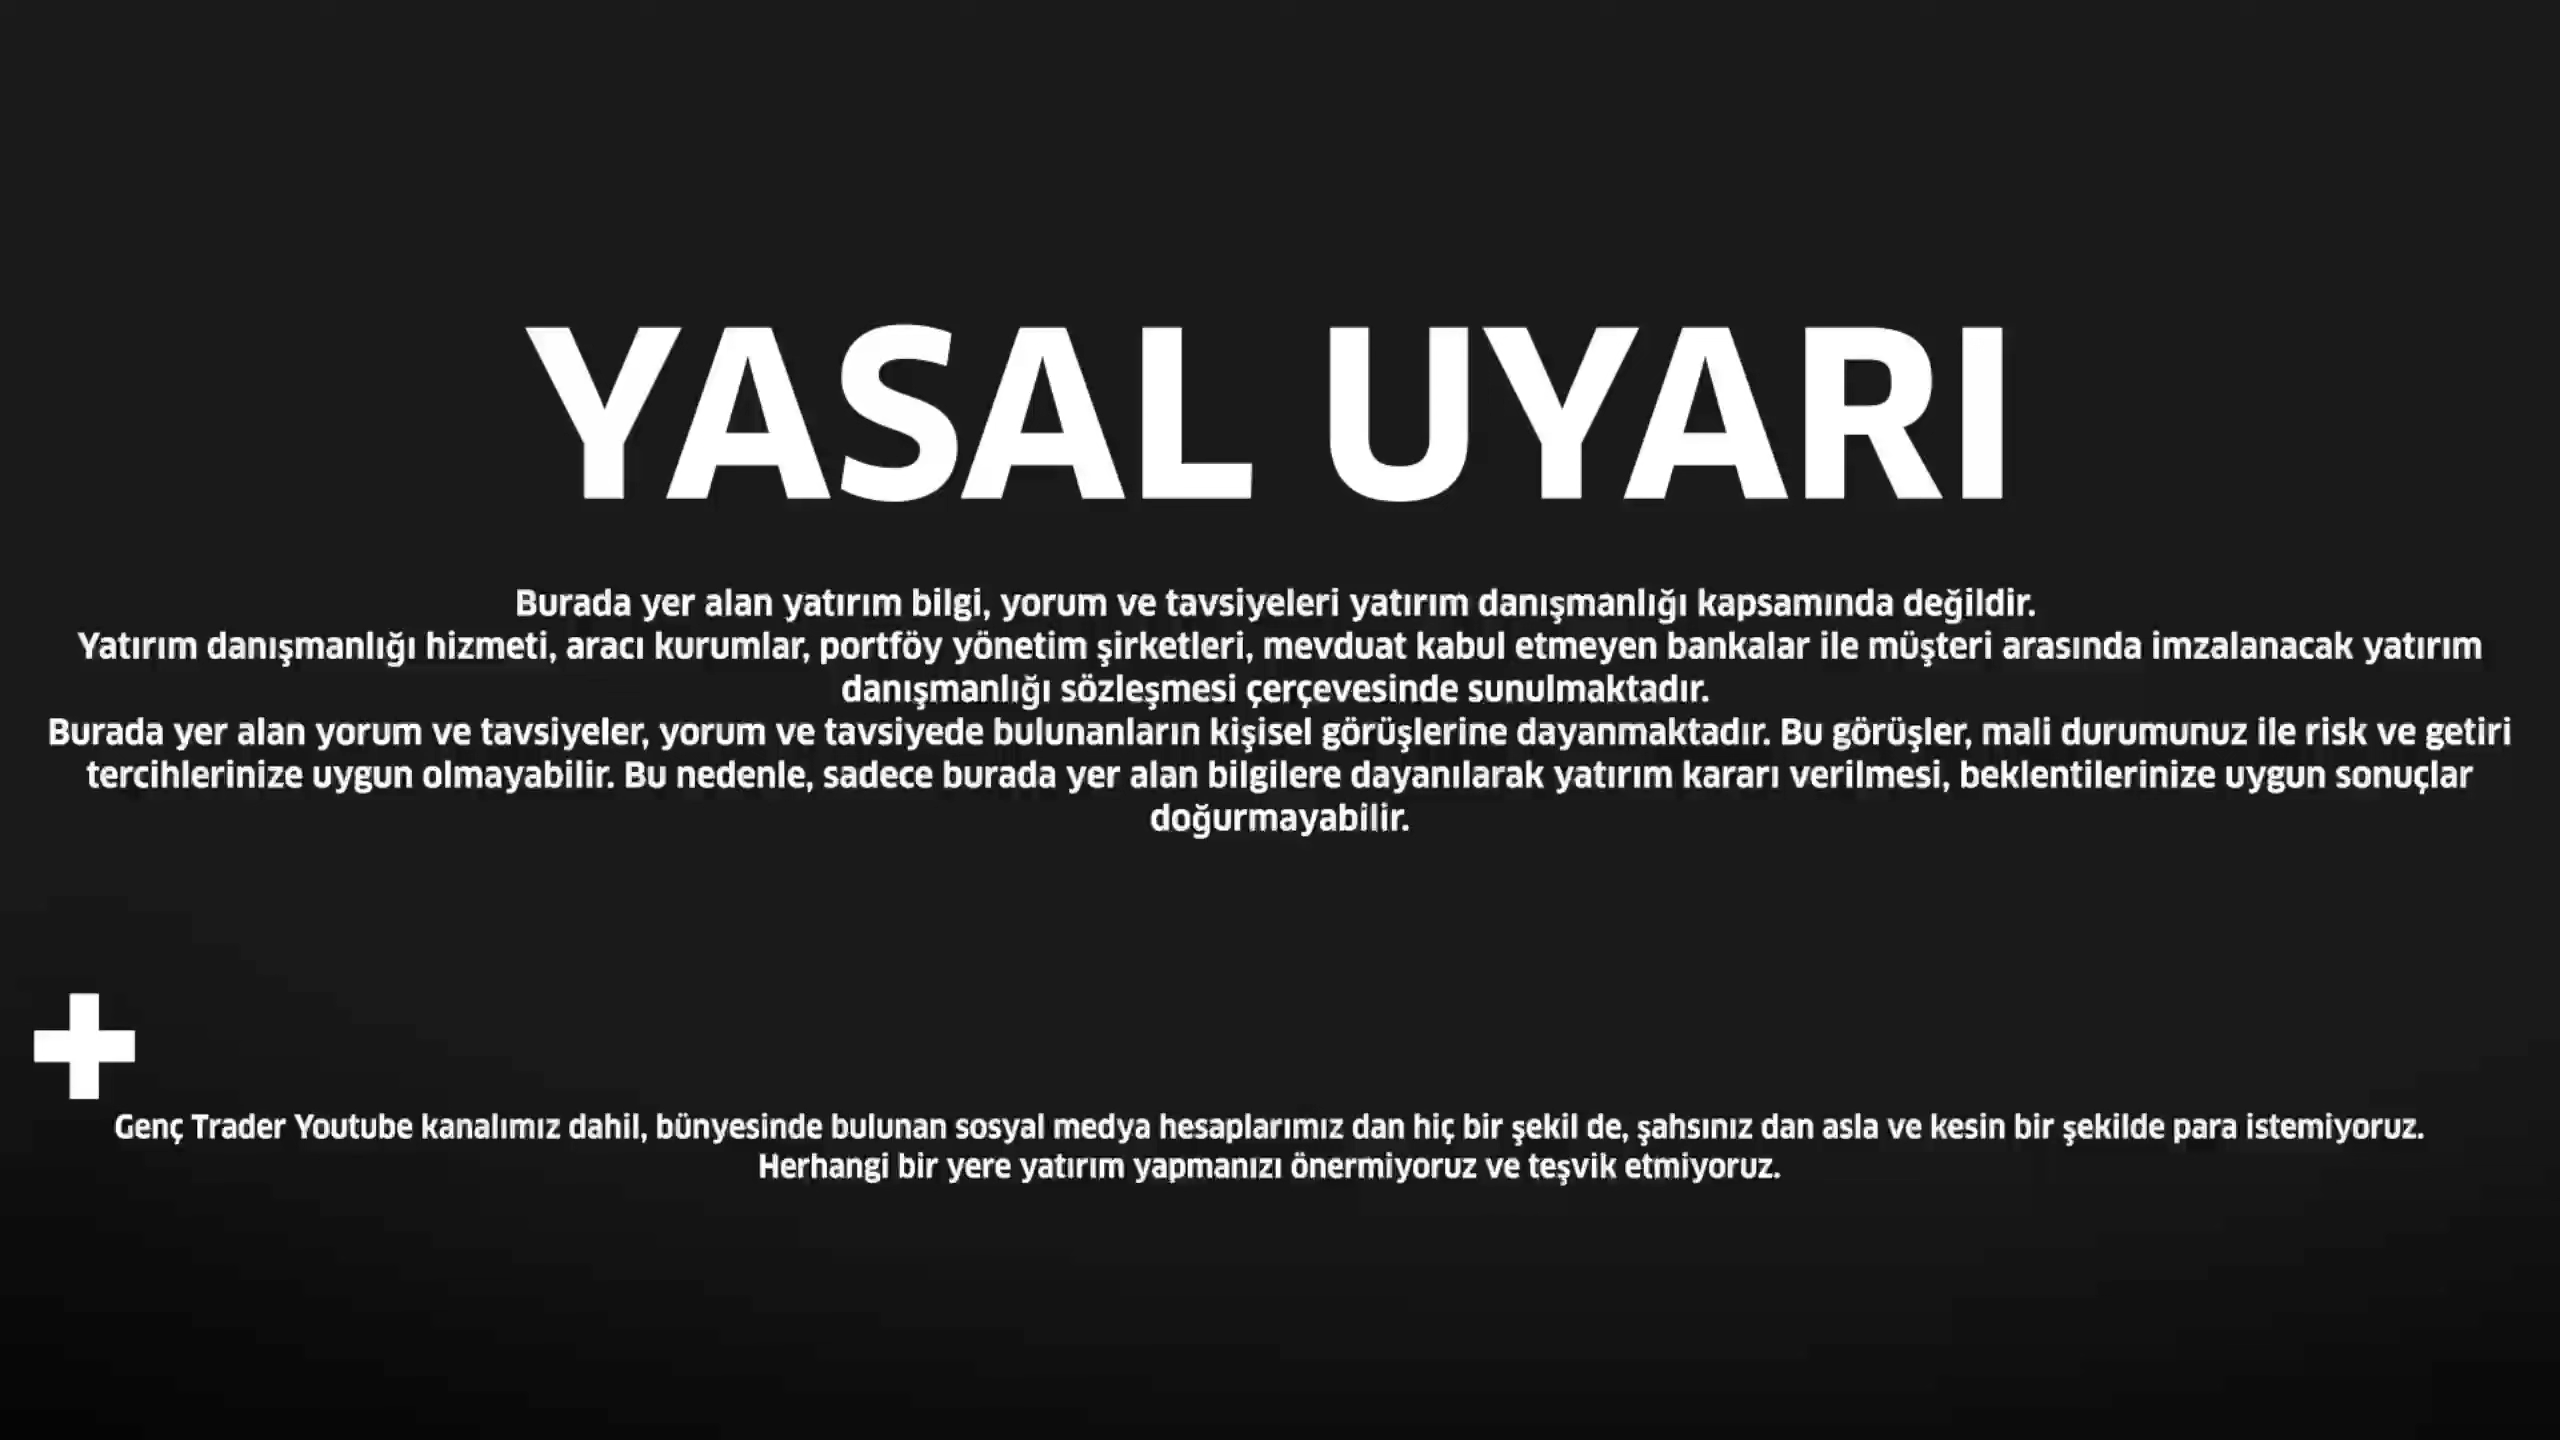 YASAL UYARI
Burada yer alan yatırım bilgi, yorum ve tavsiyeleri yatırım danışmanlığı kapsamında değildir.
Yatırım danışmanlığı hizmeti, aracı kurumlar, portföy yönetim şirketleri, mevduat kabul etmeyen bankalar ile müşteri arasında imzalanacak yatırım
danışmanlığı sözleşmesi çerçevesinde sunulmaktadır.
Burada yer alan yorum ve tavsiyeler, yorum ve tavsiyede bulunanların kişisel görüşlerine dayanmaktadır. Bu görüşler, mali durumunuz ile risk ve getiri
tercihlerinize uygun olmayabilir. Bu nedenle, sadece burada yer alan bilgilere dayanılarak yatırım kararı verilmesi, beklentilerinize uygun sonuçlar
doğurmayabilir.
+
Genç Trader Youtube kanalımız dahil, bünyesinde bulunan sosyal medya hesaplarımız dan hiç bir şekil de, şahsınız dan asla ve kesin bir şekilde para istemiyoruz.
Herhangi bir yere yatırım yapmanızı önermiyoruz ve teşvik etmiyoruz.